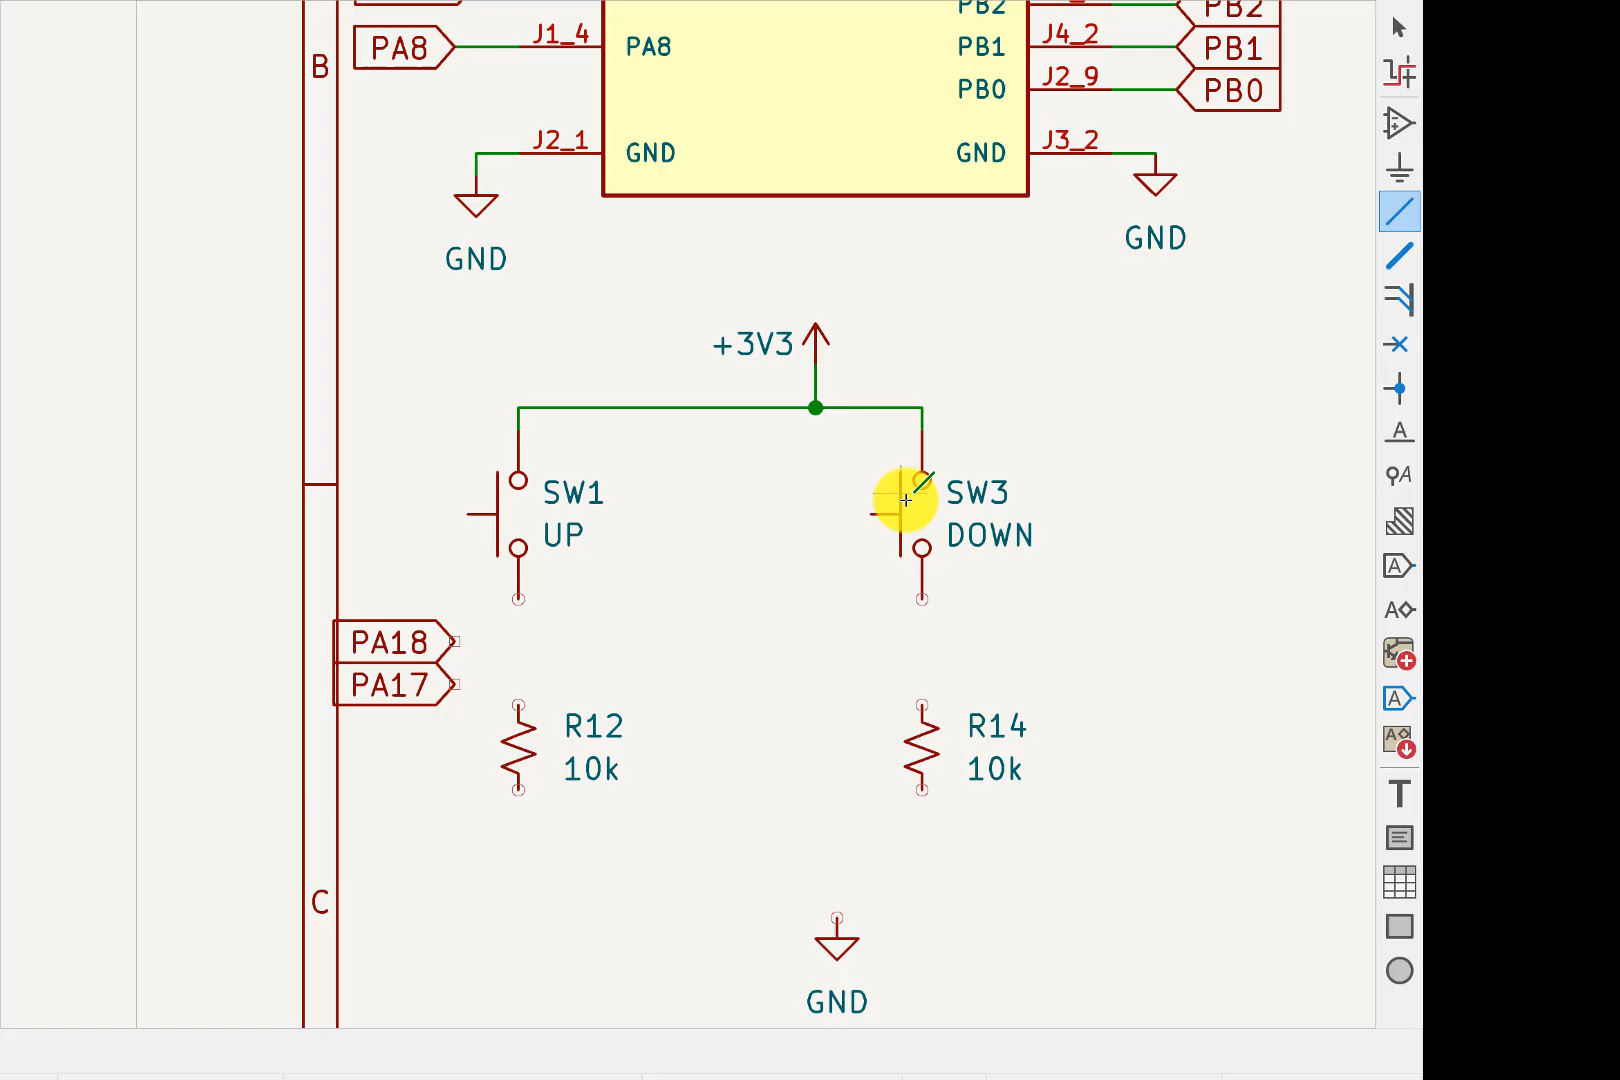 PB2 PB2
PA8 J1_4 PA8 PB1 J4_2 PB1
B
PB0 J2_9 PB0
J2_1 GND GND J3_2
GND
GND
+3V3
SW1
UP
SW3
DOWN
PA18
PA17
R12
10k
R14
10k
C
GND
A
A
A
A
A
A
T